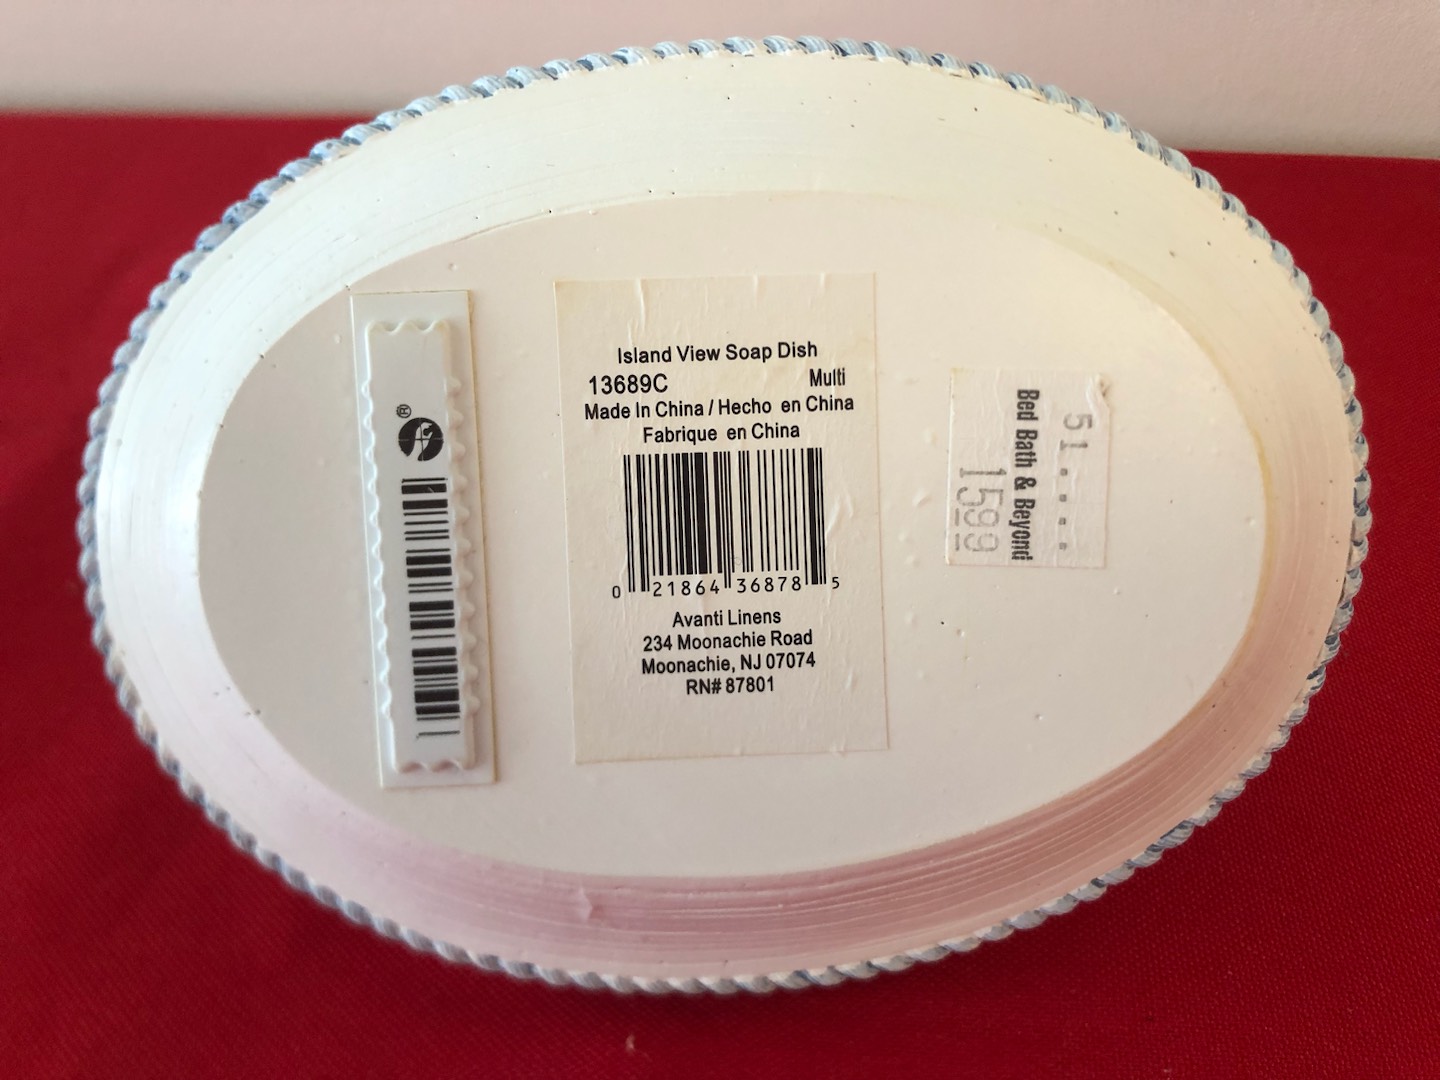 ®
Island View Soap Dish
13689C Multi
Made In China / Hecho en China
Fabrique en China
0 21864 36878 5
Avanti Linens
234 Moonachie Road
Moonachie, NJ 07074
RN# 87801
51....
Bed Bath & Beyond
1599